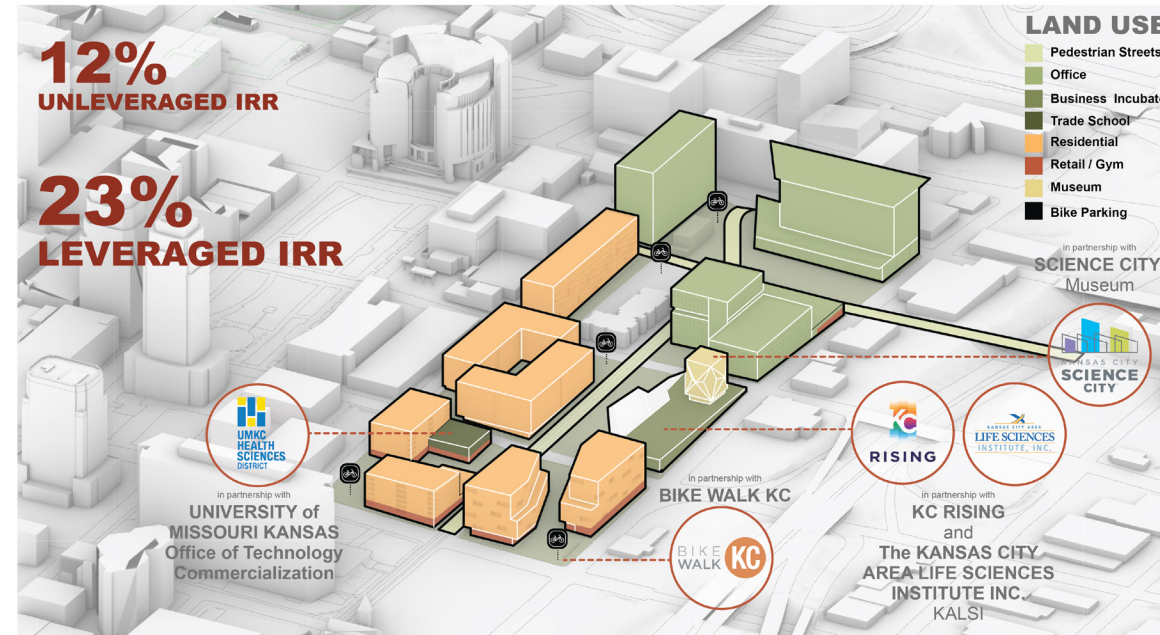 12%
UNLEVERAGED IRR
23%
LEVERAGED IRR
LAND USE
Pedestrian Streets
Office
Business Incubat
Trade School
Residential
Retail / Gym
Museum
Bike Parking
in partnership with
SCIENCE CITY
Museum
KANSAS CITY
SCIENCE
CITY
UMKC
HEALTH
SCIENCES
DISTRICT
in partnership with
UNIVERSITY of
MISSOURI KANSAS
Office of Technology
Commercialization
in partnership with
BIKE WALK KC
BIKE
WALK
KC
KC
RISING
KANSAS CITY AREA
LIFE SCIENCES
INSTITUTE, INC.
in partnership with
KC RISING
and
The KANSAS CITY
AREA LIFE SCIENCES
INSTITUTE INC.
KALSI